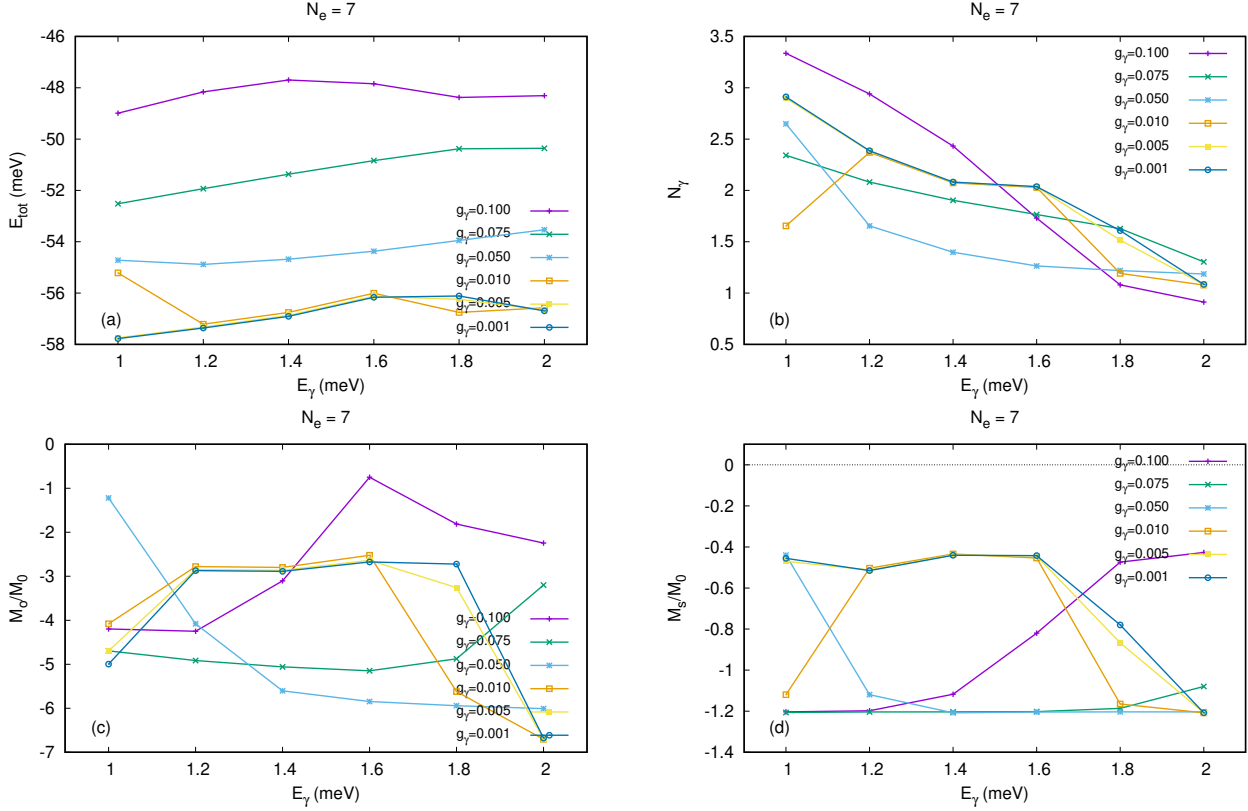 N_e = 7
E_tot (meV)
-46
-48
-50
-52
-54
-56
-58
g_γ=0.100
g_γ=0.075
g_γ=0.050
g_γ=0.010
g_γ=0.005
g_γ=0.001
(a)
1 1.2 1.4 1.6 1.8 2
E_γ (meV)
N_e = 7
N_γ
3.5
3
2.5
2
1.5
1
0.5
g_γ=0.100
g_γ=0.075
g_γ=0.050
g_γ=0.010
g_γ=0.005
g_γ=0.001
(b)
1 1.2 1.4 1.6 1.8 2
E_γ (meV)
N_e = 7
M_o/M_0
0
-1
-2
-3
-4
-5
-6
-7
g_γ=0.100
g_γ=0.075
g_γ=0.050
g_γ=0.010
g_γ=0.005
g_γ=0.001
(c)
1 1.2 1.4 1.6 1.8 2
E_γ (meV)
N_e = 7
M_s/M_0
0
-0.2
-0.4
-0.6
-0.8
-1
-1.2
-1.4
g_γ=0.100
g_γ=0.075
g_γ=0.050
g_γ=0.010
g_γ=0.005
g_γ=0.001
(d)
1 1.2 1.4 1.6 1.8 2
E_γ (meV)